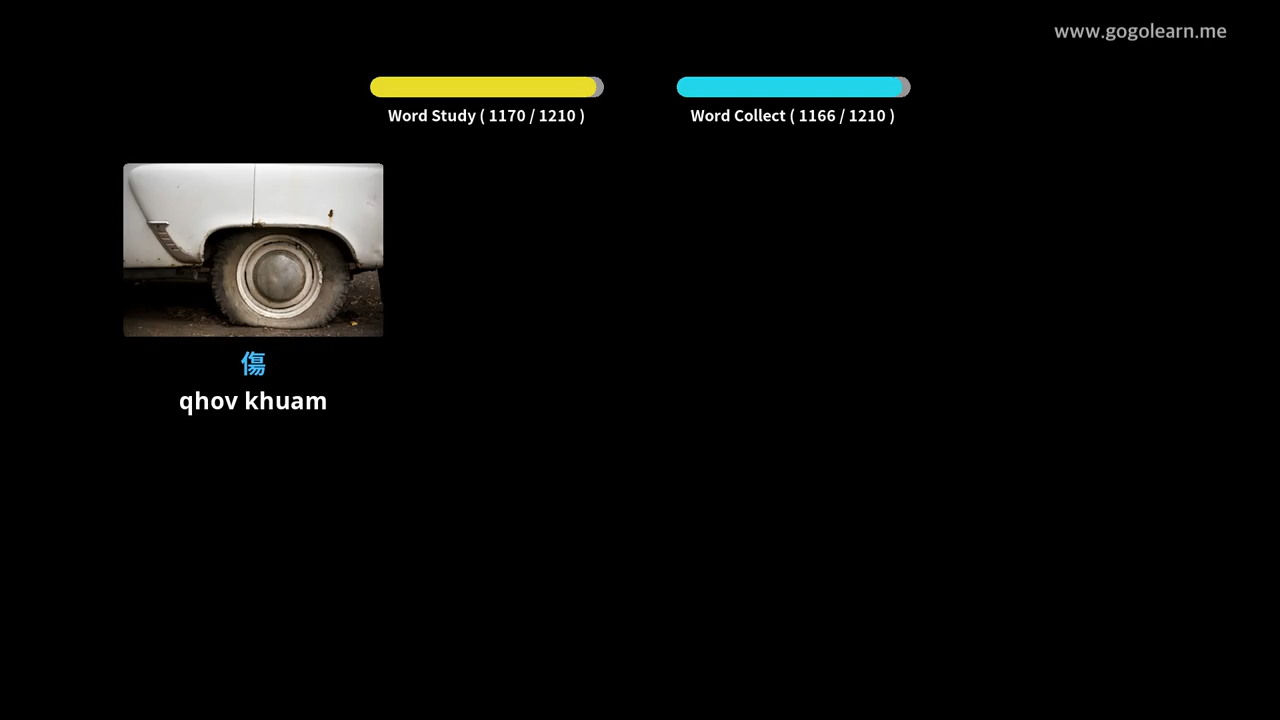 www.gogolearn.me
Word Study ( 1170 / 1210 )
Word Collect ( 1166 / 1210 )
傷
qhov khuam